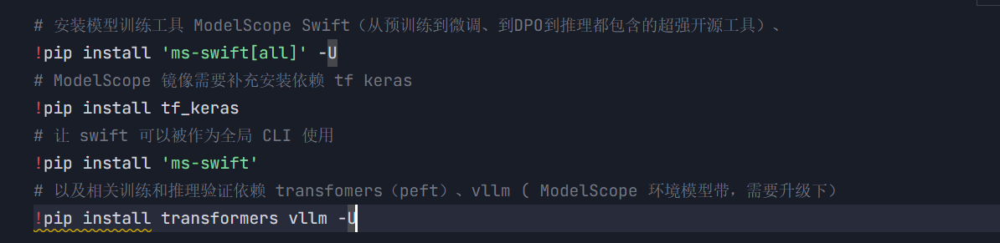 # 安装模型训练工具 ModelScope Swift（从预训练到微调、到DPO到推理都包含的超强开源工具）、
!pip install 'ms-swift[all]' -U
# ModelScope 镜像需要补充安装依赖 tf keras
!pip install tf_keras
# 让 swift 可以被作为全局 CLI 使用
!pip install 'ms-swift'
# 以及相关训练和推理验证依赖 transfomers（peft）、vllm ( ModelScope 环境模型带，需要升级下）
!pip install transformers vllm -U